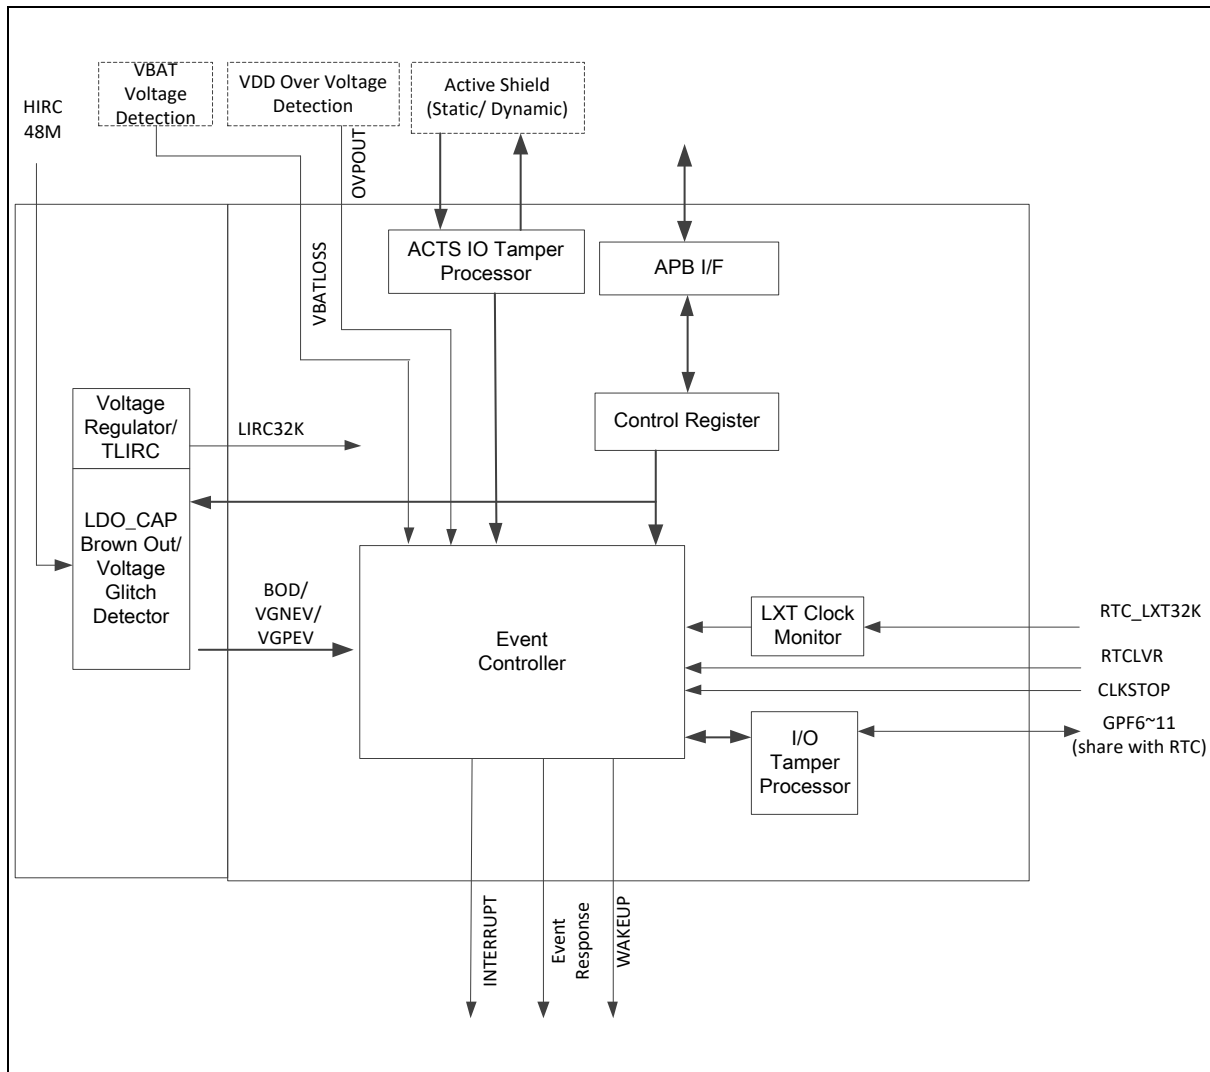 VBAT
Voltage
Detection
VDD Over Voltage
Detection
Active Shield
(Static/ Dynamic)
HIRC
48M
OVPOUT
VBATLOSS
ACTS IO Tamper
Processor
APB I/F
Voltage
Regulator/
TLIRC
LIRC32K
Control Register
LDO_CAP
Brown Out/
Voltage
Glitch
Detector
BOD/
VGNEV/
VGPEV
Event
Controller
LXT Clock
Monitor
RTC_LXT32K
RTCLVR
CLKSTOP
I/O
Tamper
Processor
GPF6~11
(share with RTC)
INTERRUPT
Event
Response
WAKEUP